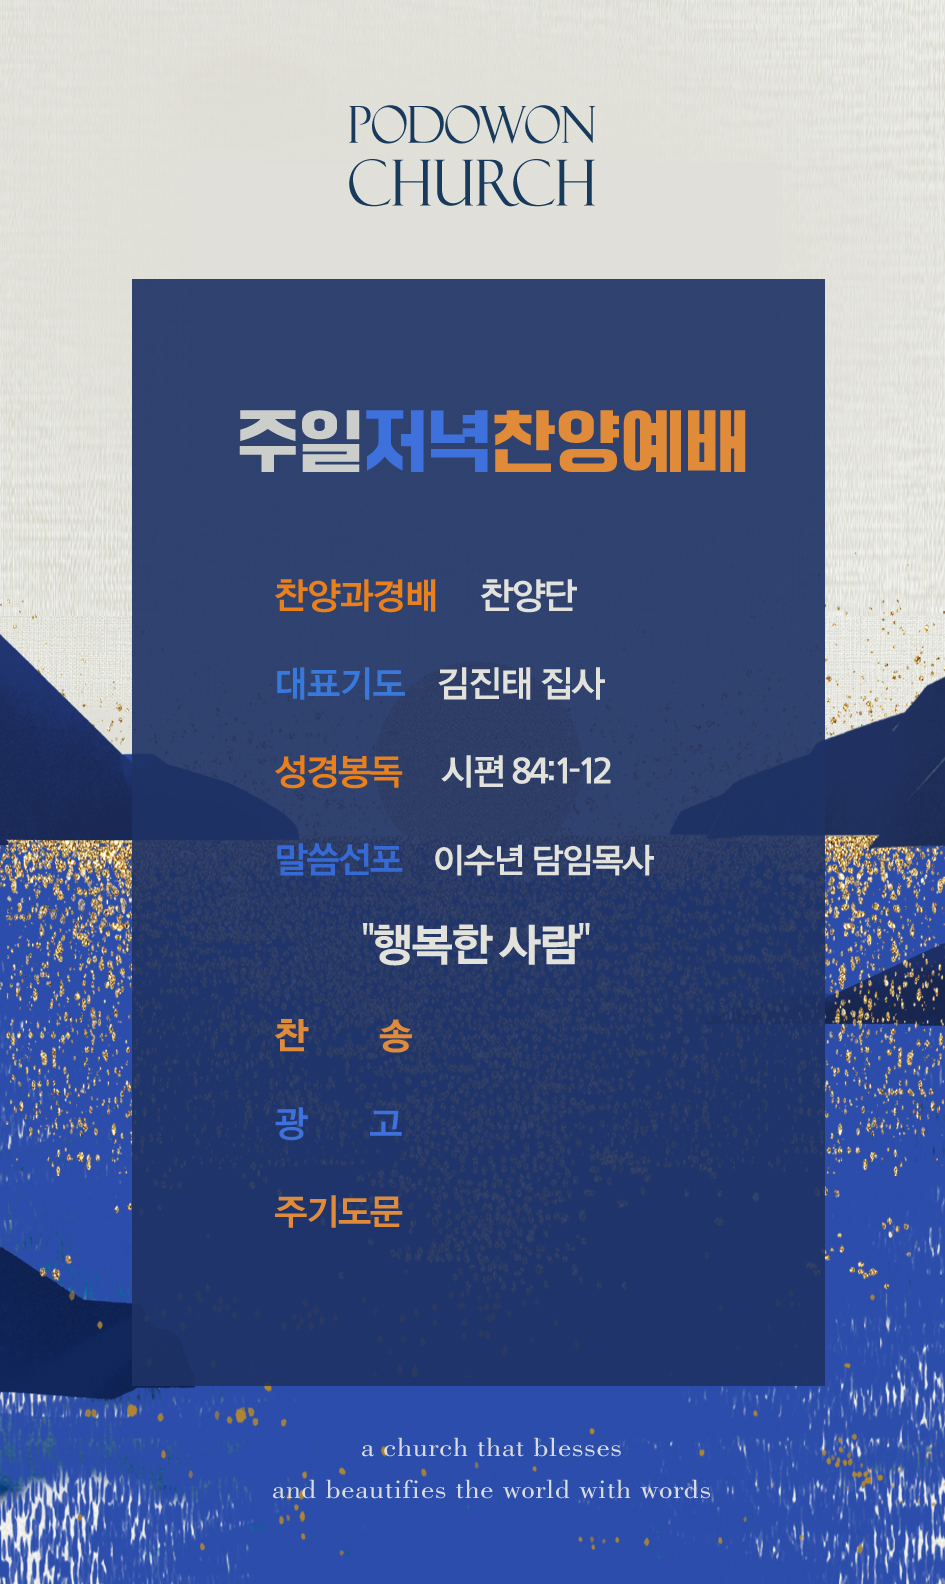 PODOWON
CHURCH
주일저녁찬양예배
찬양과경배 찬양단
대표기도 김진태 집사
성경봉독 시편 84:1-12
말씀선포 이수년 담임목사
"행복한 사람"
찬 송
광 고
주기도문
a church that blesses
and beautifies the world with words